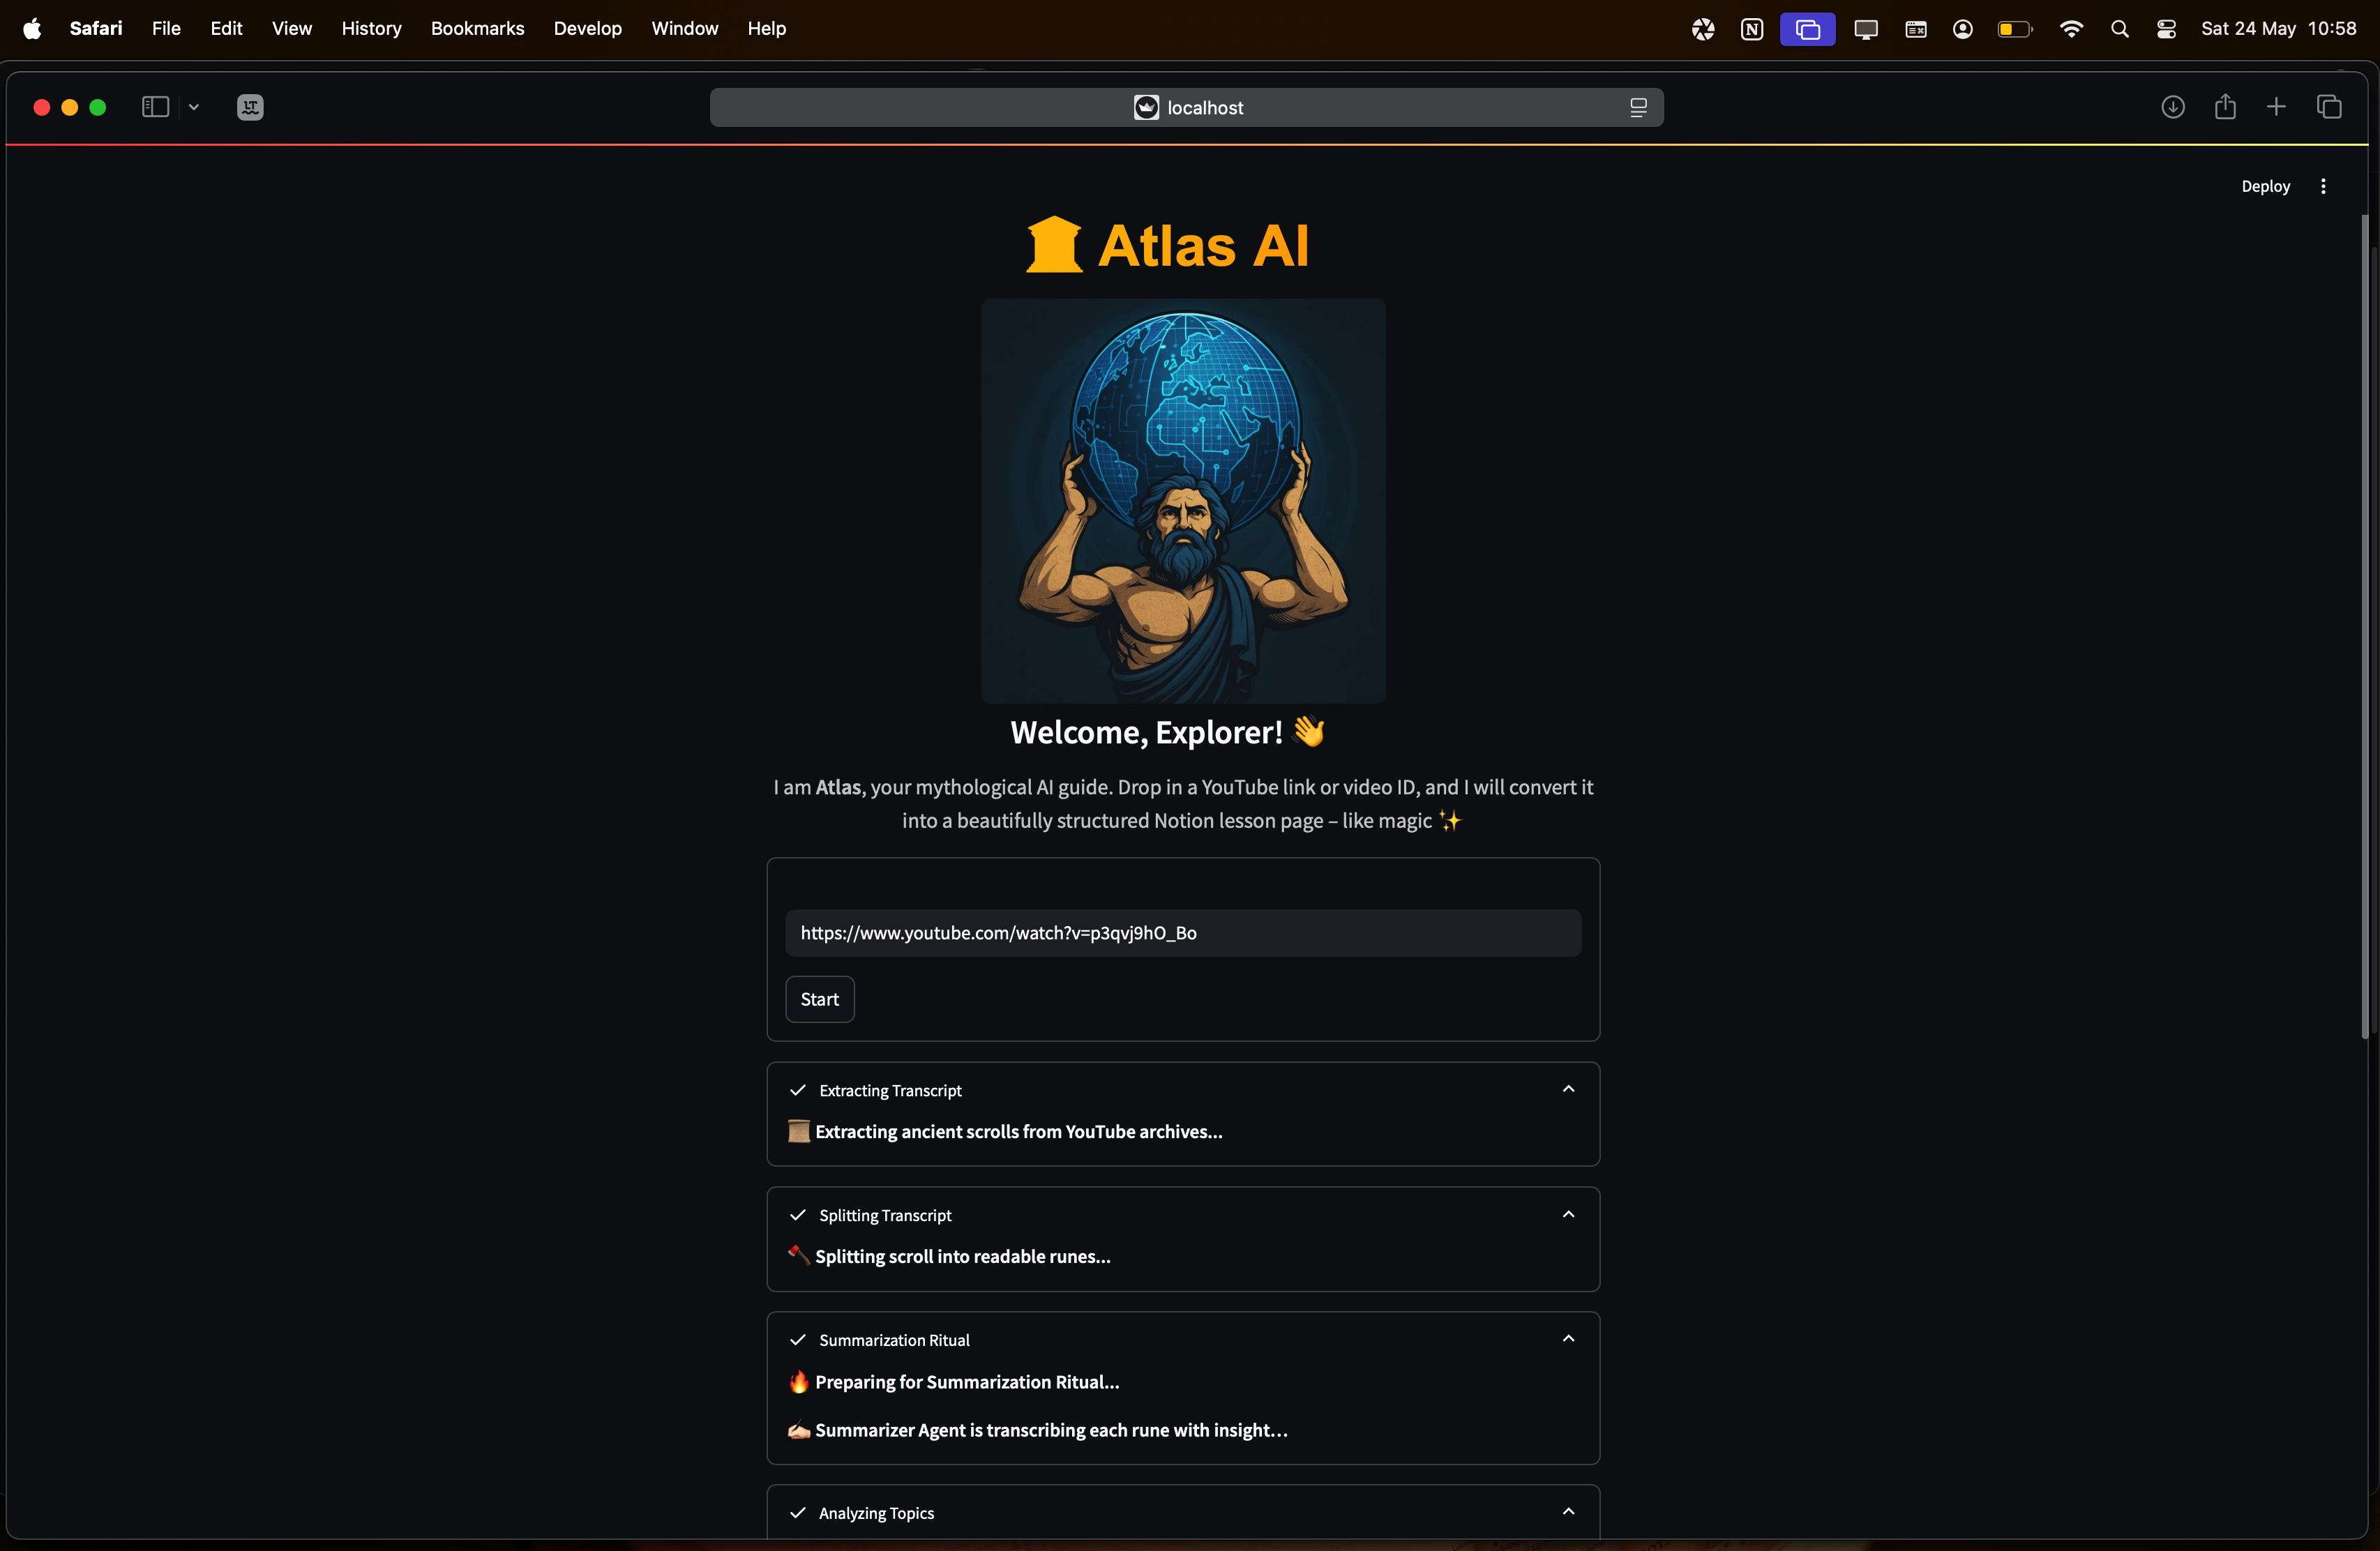 Safari File Edit View History Bookmarks Develop Window Help Sat 24 May 10:58
LT localhost
Deploy
Atlas AI
Welcome, Explorer! 👋
I am Atlas, your mythological AI guide. Drop in a YouTube link or video ID, and I will convert it
into a beautifully structured Notion lesson page – like magic ✨
https://www.youtube.com/watch?v=p3qvj9hO_Bo
Start
Extracting Transcript
📜 Extracting ancient scrolls from YouTube archives...
Splitting Transcript
🪓 Splitting scroll into readable runes...
Summarization Ritual
🔥 Preparing for Summarization Ritual...
✍🏻 Summarizer Agent is transcribing each rune with insight...
Analyzing Topics